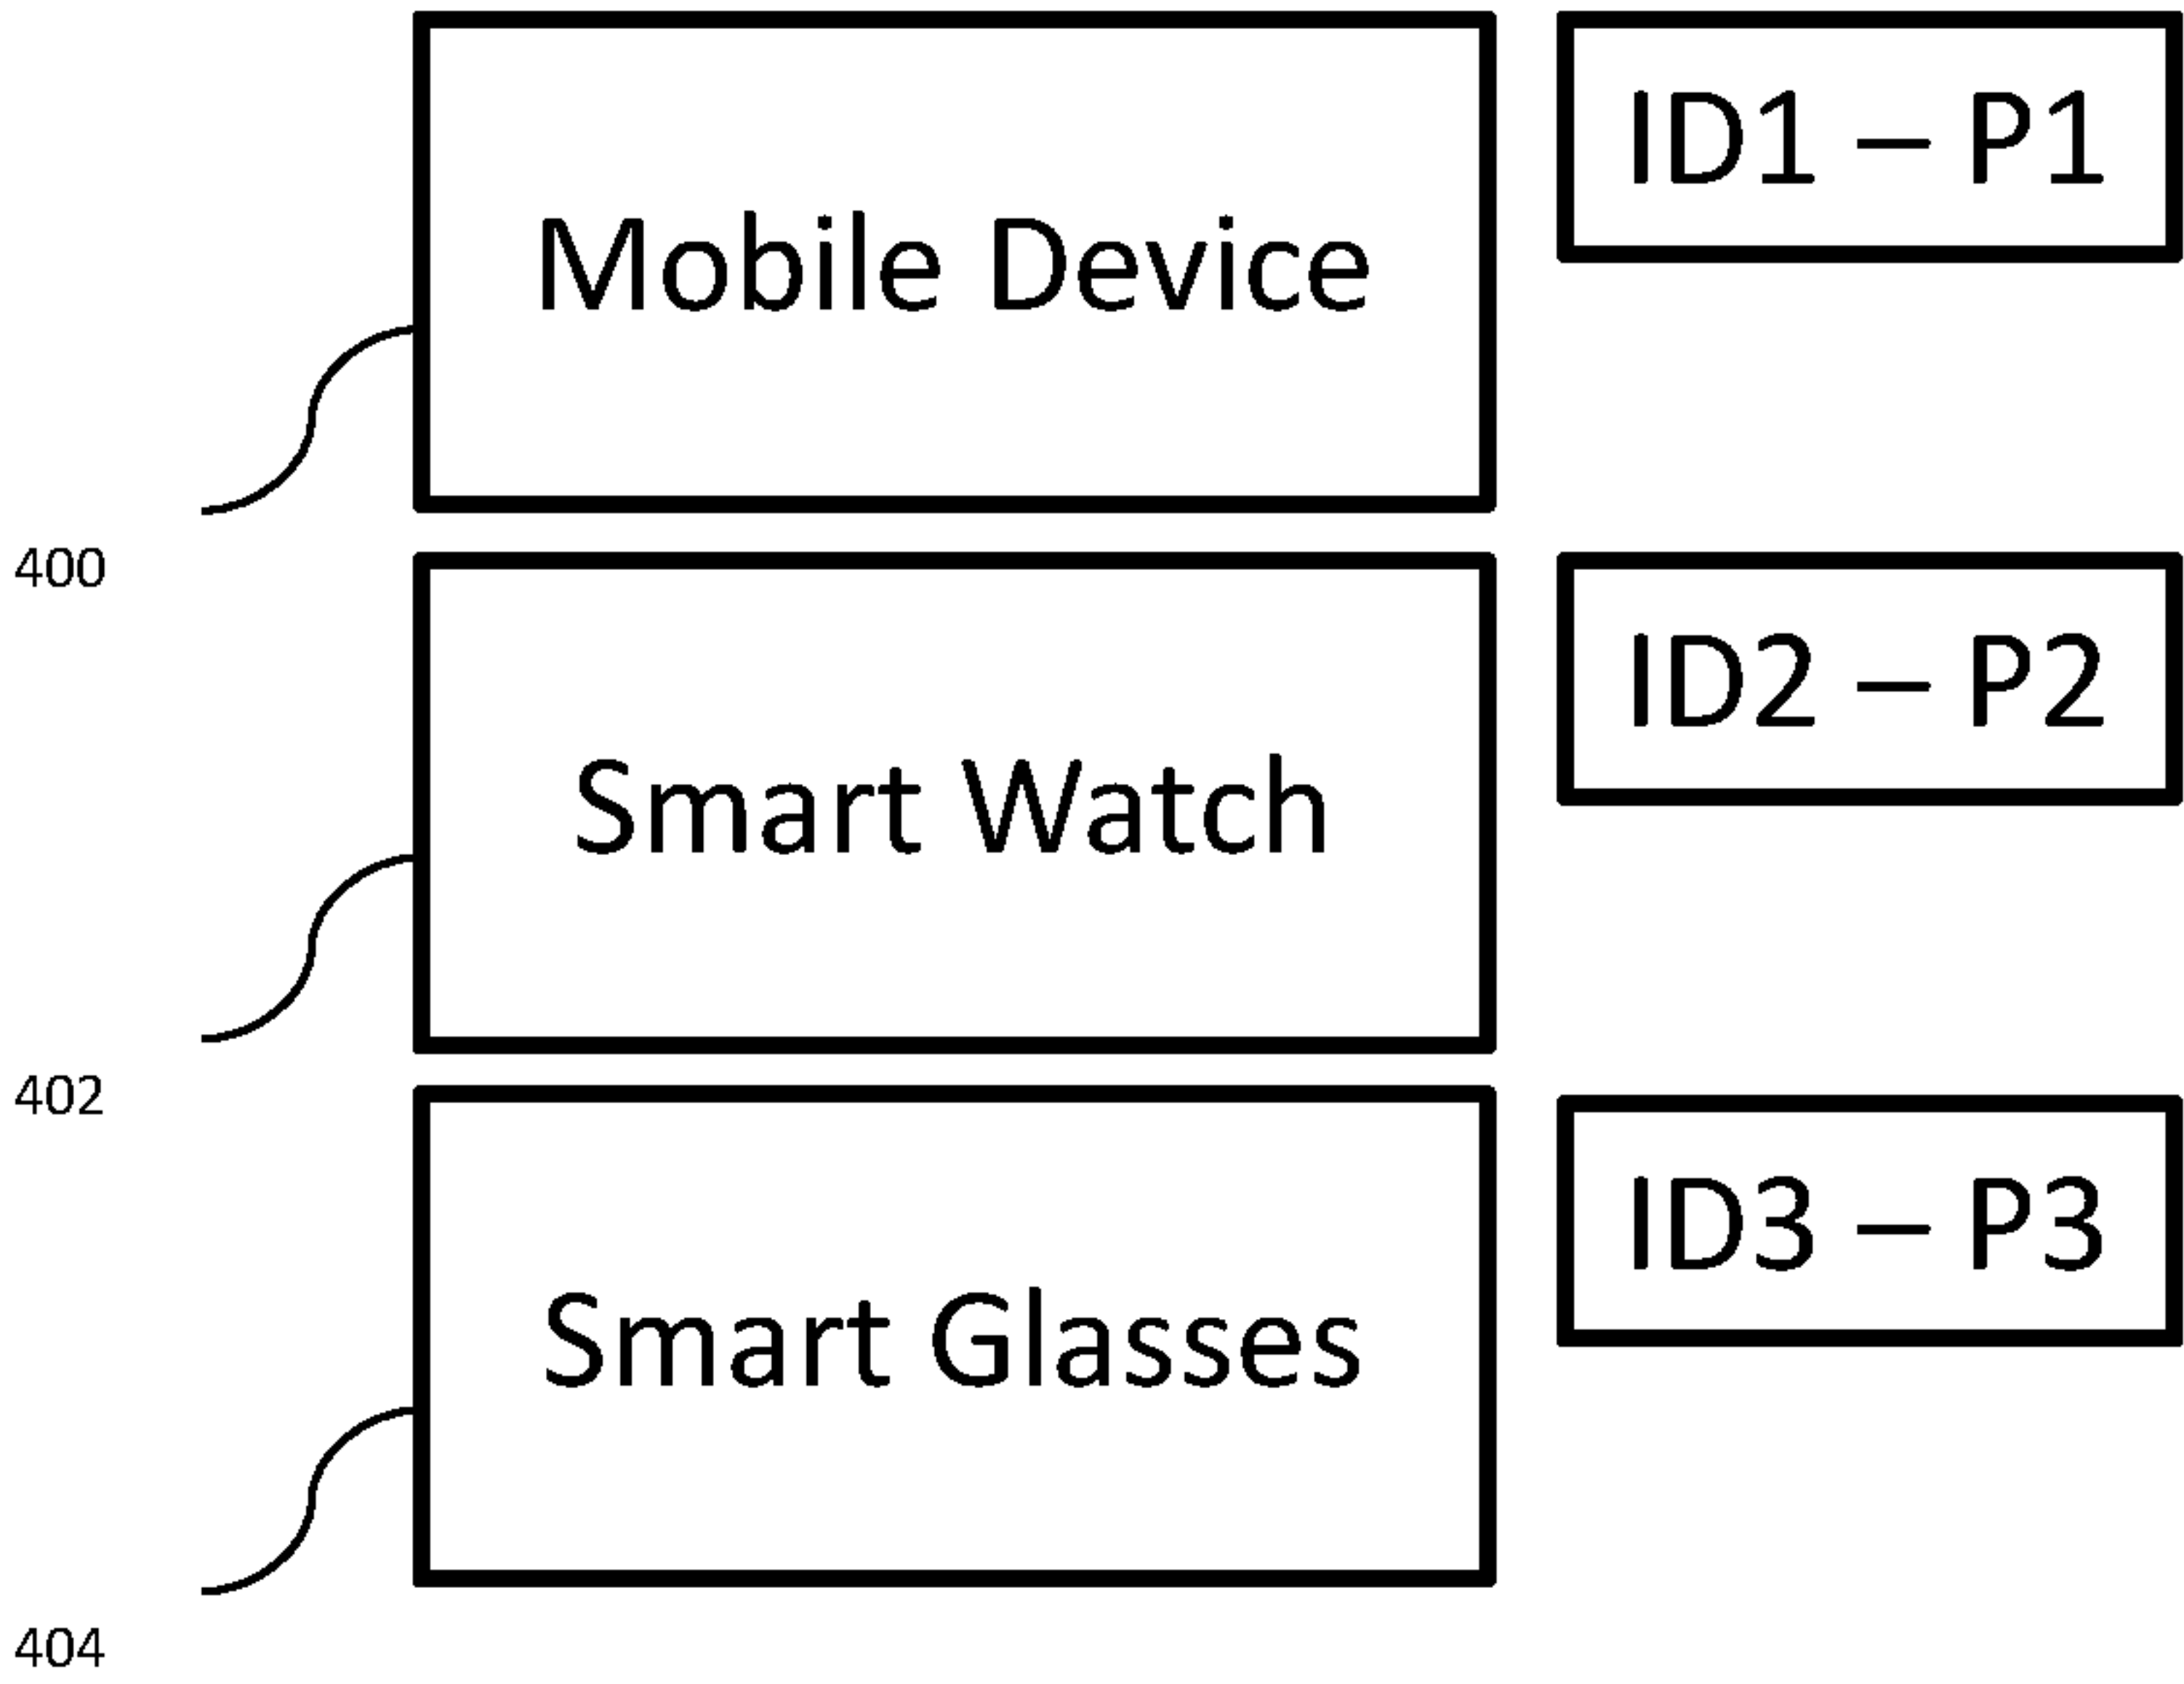 Mobile Device
ID1 – P1
400
Smart Watch
ID2 – P2
402
Smart Glasses
ID3 – P3
404